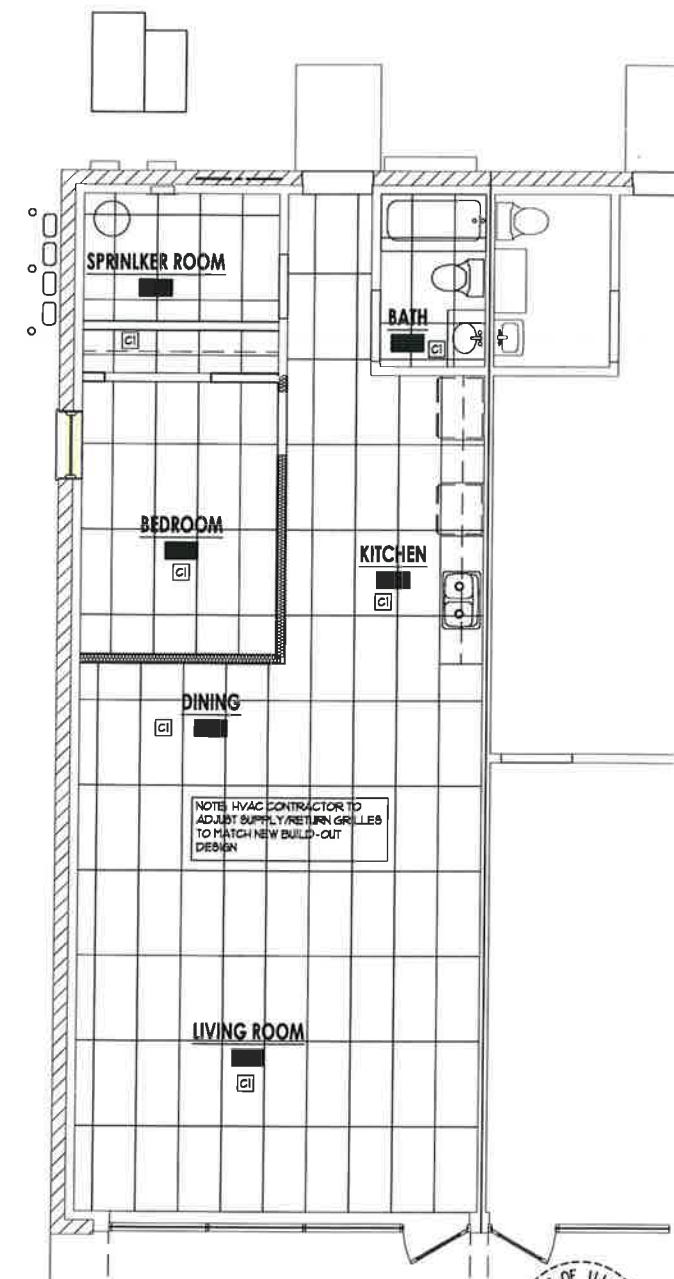 SPRINLKER ROOM
CI
BATH
CI
BEDROOM
CI
KITCHEN
CI
DINING
CI
NOTE: HVAC CONTRACTOR TO
ADJUST SUPPLY/RETURN GRILLES
TO MATCH NEW BUILD-OUT
DESIGN
LIVING ROOM
CI
OF